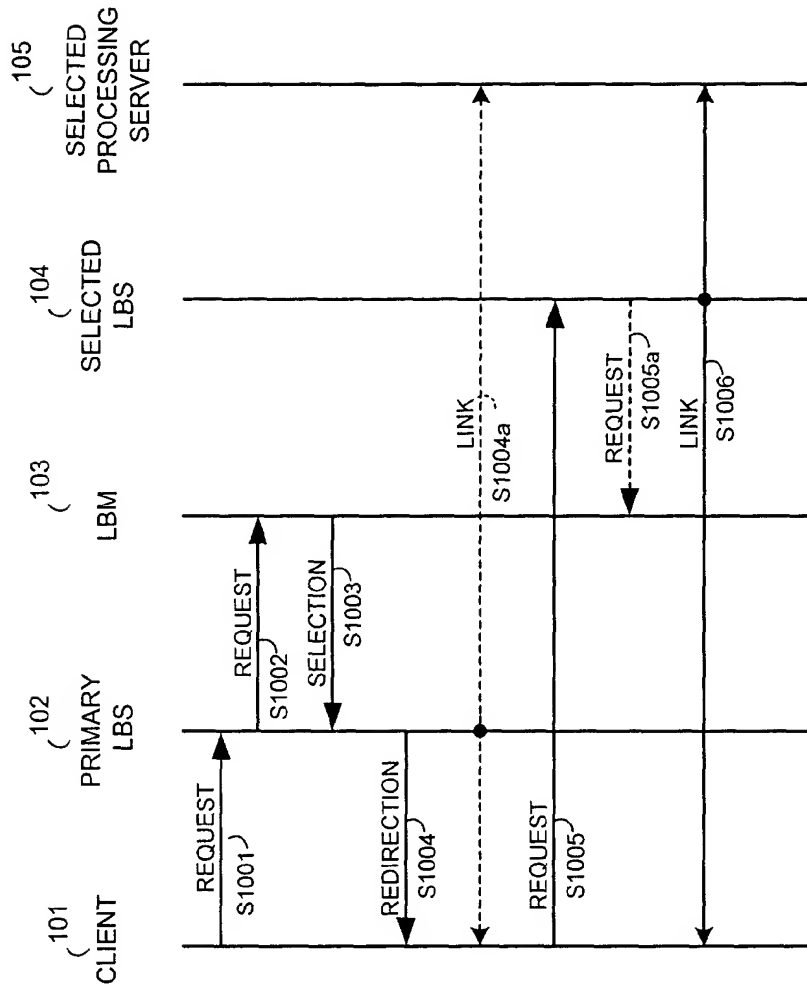 101
CLIENT
102
PRIMARY
LBS
103
LBM
104
SELECTED
LBS
105
SELECTED
PROCESSING
SERVER
REQUEST
S1001
REQUEST
S1002
SELECTION
S1003
REDIRECTION
S1004
LINK
S1004a
REQUEST
S1005
REQUEST
S1005a
LINK
S1006